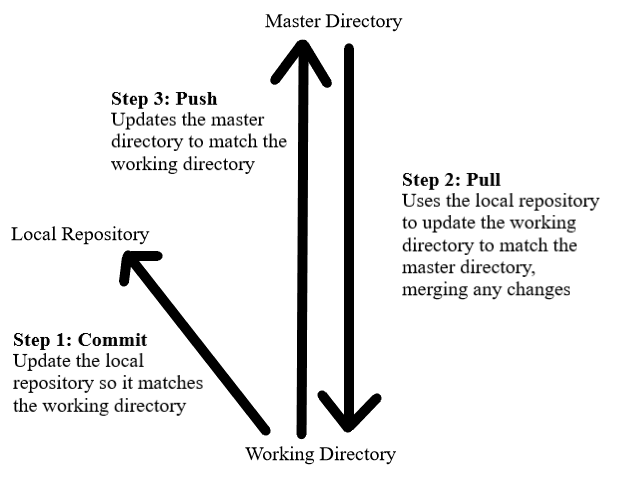 Master Directory
Step 3: Push
Updates the master
directory to match the
working directory
Step 2: Pull
Uses the local repository
to update the working
directory to match the
master directory,
merging any changes
Local Repository
Step 1: Commit
Update the local
repository so it matches
the working directory
Working Directory